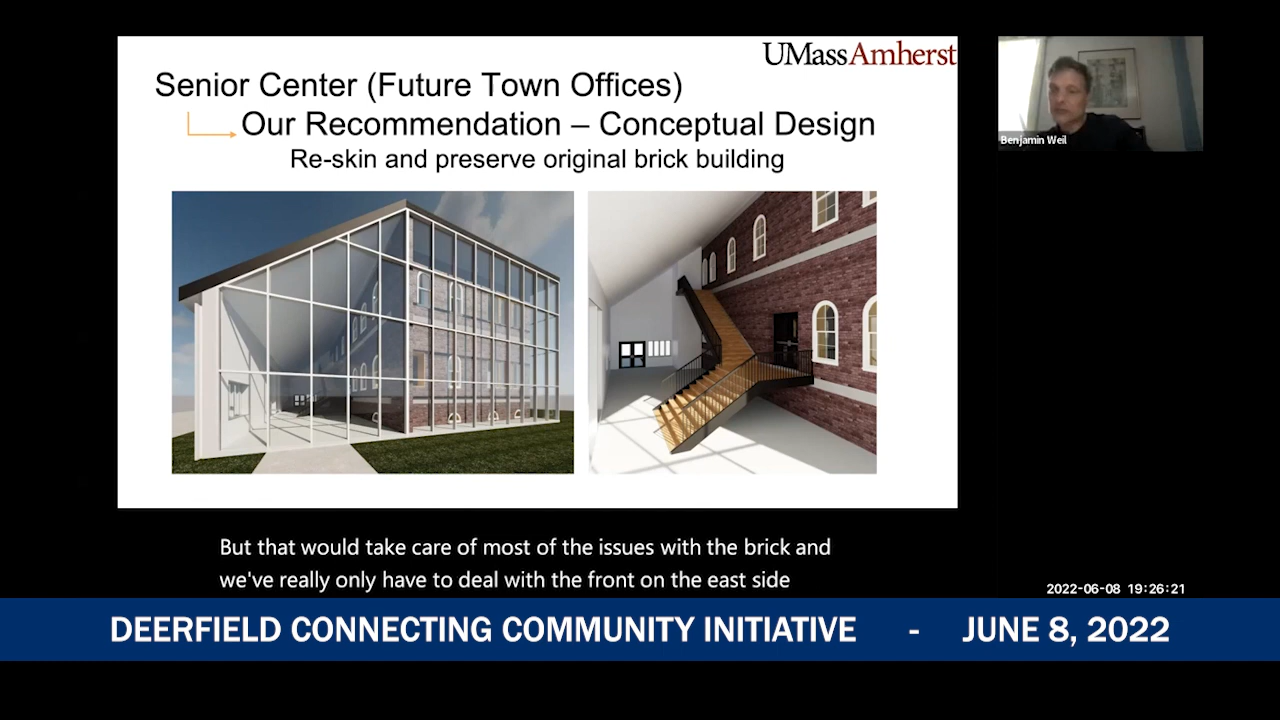 UMassAmherst
Senior Center (Future Town Offices)
Our Recommendation – Conceptual Design
Re-skin and preserve original brick building
Benjamin Weil
But that would take care of most of the issues with the brick and
we've really only have to deal with the front on the east side
2022-06-08 19:26:21
DEERFIELD CONNECTING COMMUNITY INITIATIVE - JUNE 8, 2022